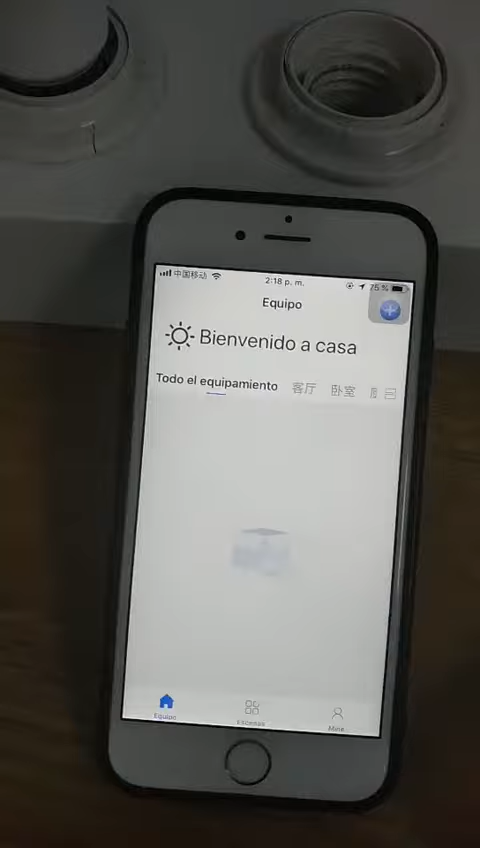 中国移动 2:18 p. m. 75 %
Equipo
Bienvenido a casa
Todo el equipamiento 客厅 卧室
Equipo Escenas Mine